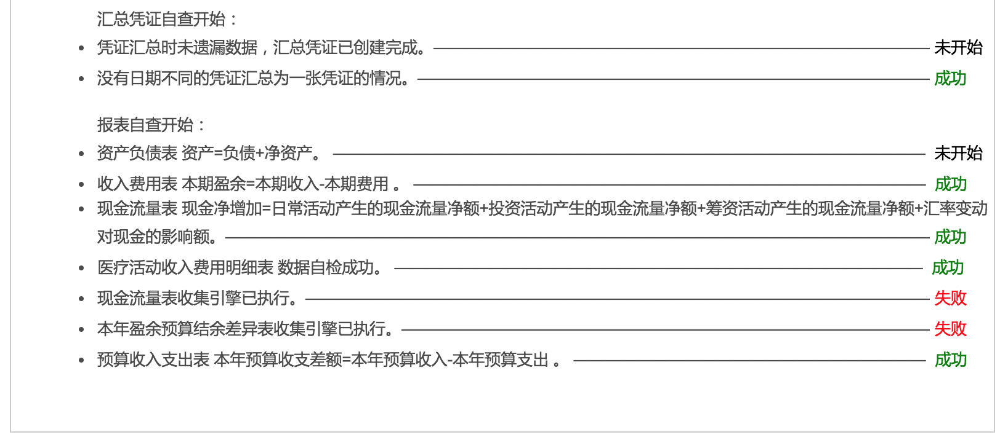 汇总凭证自查开始：
凭证汇总时未遗漏数据，汇总凭证已创建完成。 未开始
没有日期不同的凭证汇总为一张凭证的情况。 成功
报表自查开始：
资产负债表 资产=负债+净资产。 未开始
收入费用表 本期盈余=本期收入-本期费用 。 成功
现金流量表 现金净增加=日常活动产生的现金流量净额+投资活动产生的现金流量净额+筹资活动产生的现金流量净额+汇率变动
对现金的影响额。 成功
医疗活动收入费用明细表 数据自检成功。 成功
现金流量表收集引擎已执行。 失败
本年盈余预算结余差异表收集引擎已执行。 失败
预算收入支出表 本年预算收支差额=本年预算收入-本年预算支出 。 成功